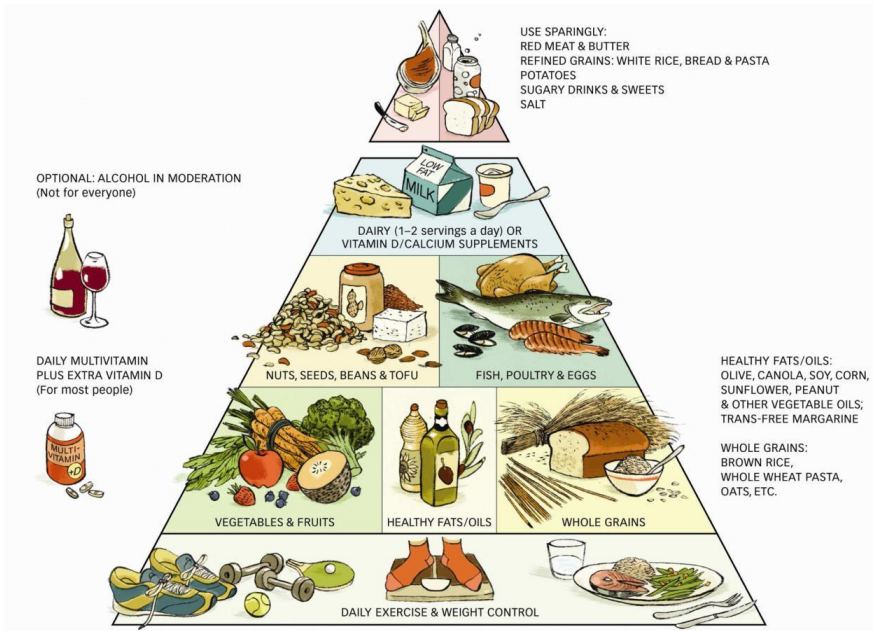 USE SPARINGLY:
RED MEAT & BUTTER
REFINED GRAINS: WHITE RICE, BREAD & PASTA
POTATOES
SUGARY DRINKS & SWEETS
SALT
OPTIONAL: ALCOHOL IN MODERATION
(Not for everyone)
LOW
FAT
MILK
DAIRY (1–2 servings a day) OR
VITAMIN D/CALCIUM SUPPLEMENTS
DAILY MULTIVITAMIN
PLUS EXTRA VITAMIN D
(For most people)
MULTI-
VITAMIN
+D
NUTS, SEEDS, BEANS & TOFU
FISH, POULTRY & EGGS
HEALTHY FATS/OILS:
OLIVE, CANOLA, SOY, CORN,
SUNFLOWER, PEANUT
& OTHER VEGETABLE OILS;
TRANS-FREE MARGARINE
WHOLE GRAINS:
BROWN RICE,
WHOLE WHEAT PASTA,
OATS, ETC.
VEGETABLES & FRUITS
HEALTHY FATS/OILS
WHOLE GRAINS
DAILY EXERCISE & WEIGHT CONTROL